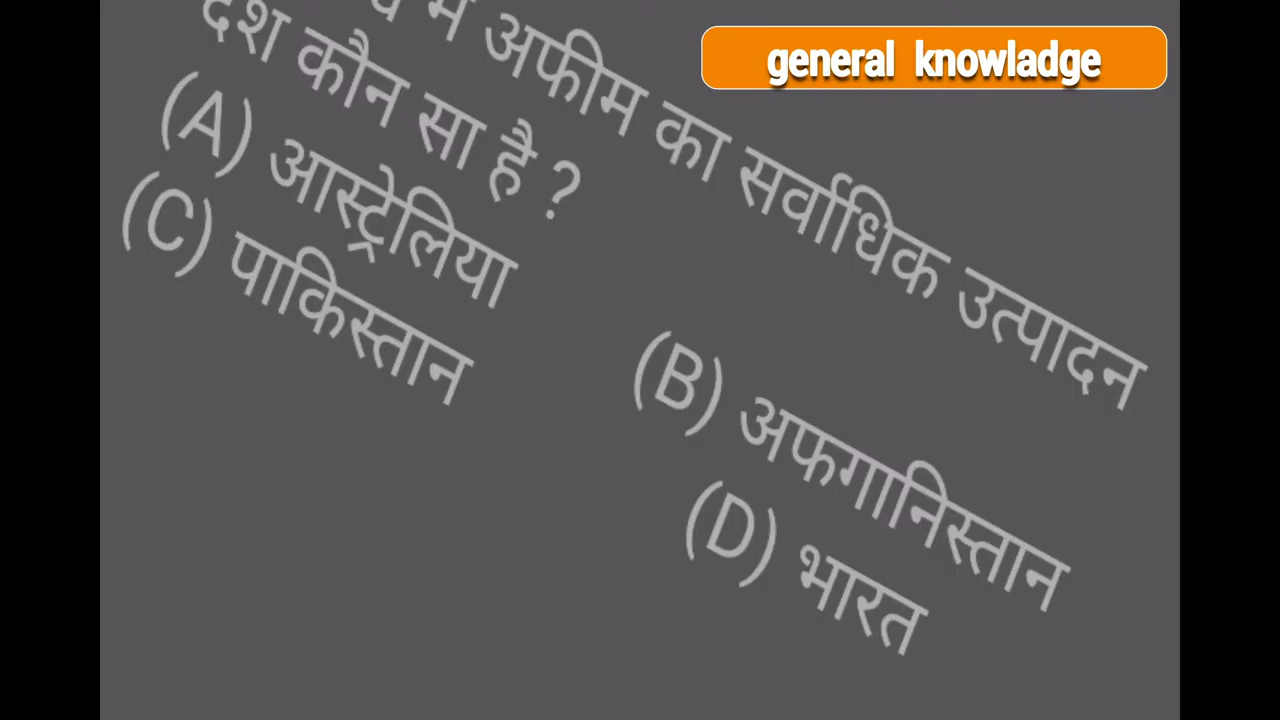 general knowladge
में अफीम का सर्वाधिक उत्पादन
देश कौन सा है ?
(A) आस्ट्रेलिया
(B) अफगानिस्तान
(C) पाकिस्तान
(D) भारत